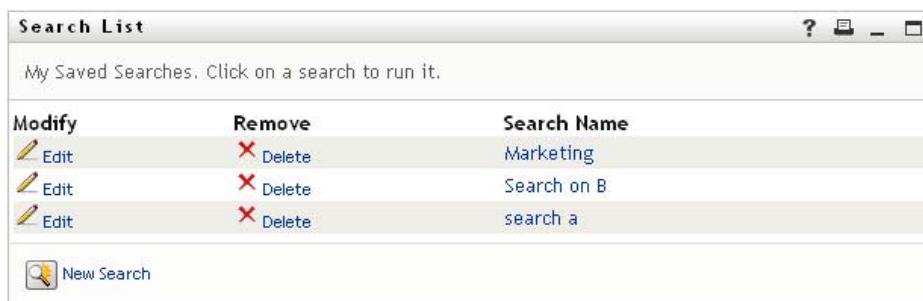 Search List
My Saved Searches. Click on a search to run it.
Modify Remove Search Name
Edit Delete Marketing
Edit Delete Search on B
Edit Delete search a
New Search